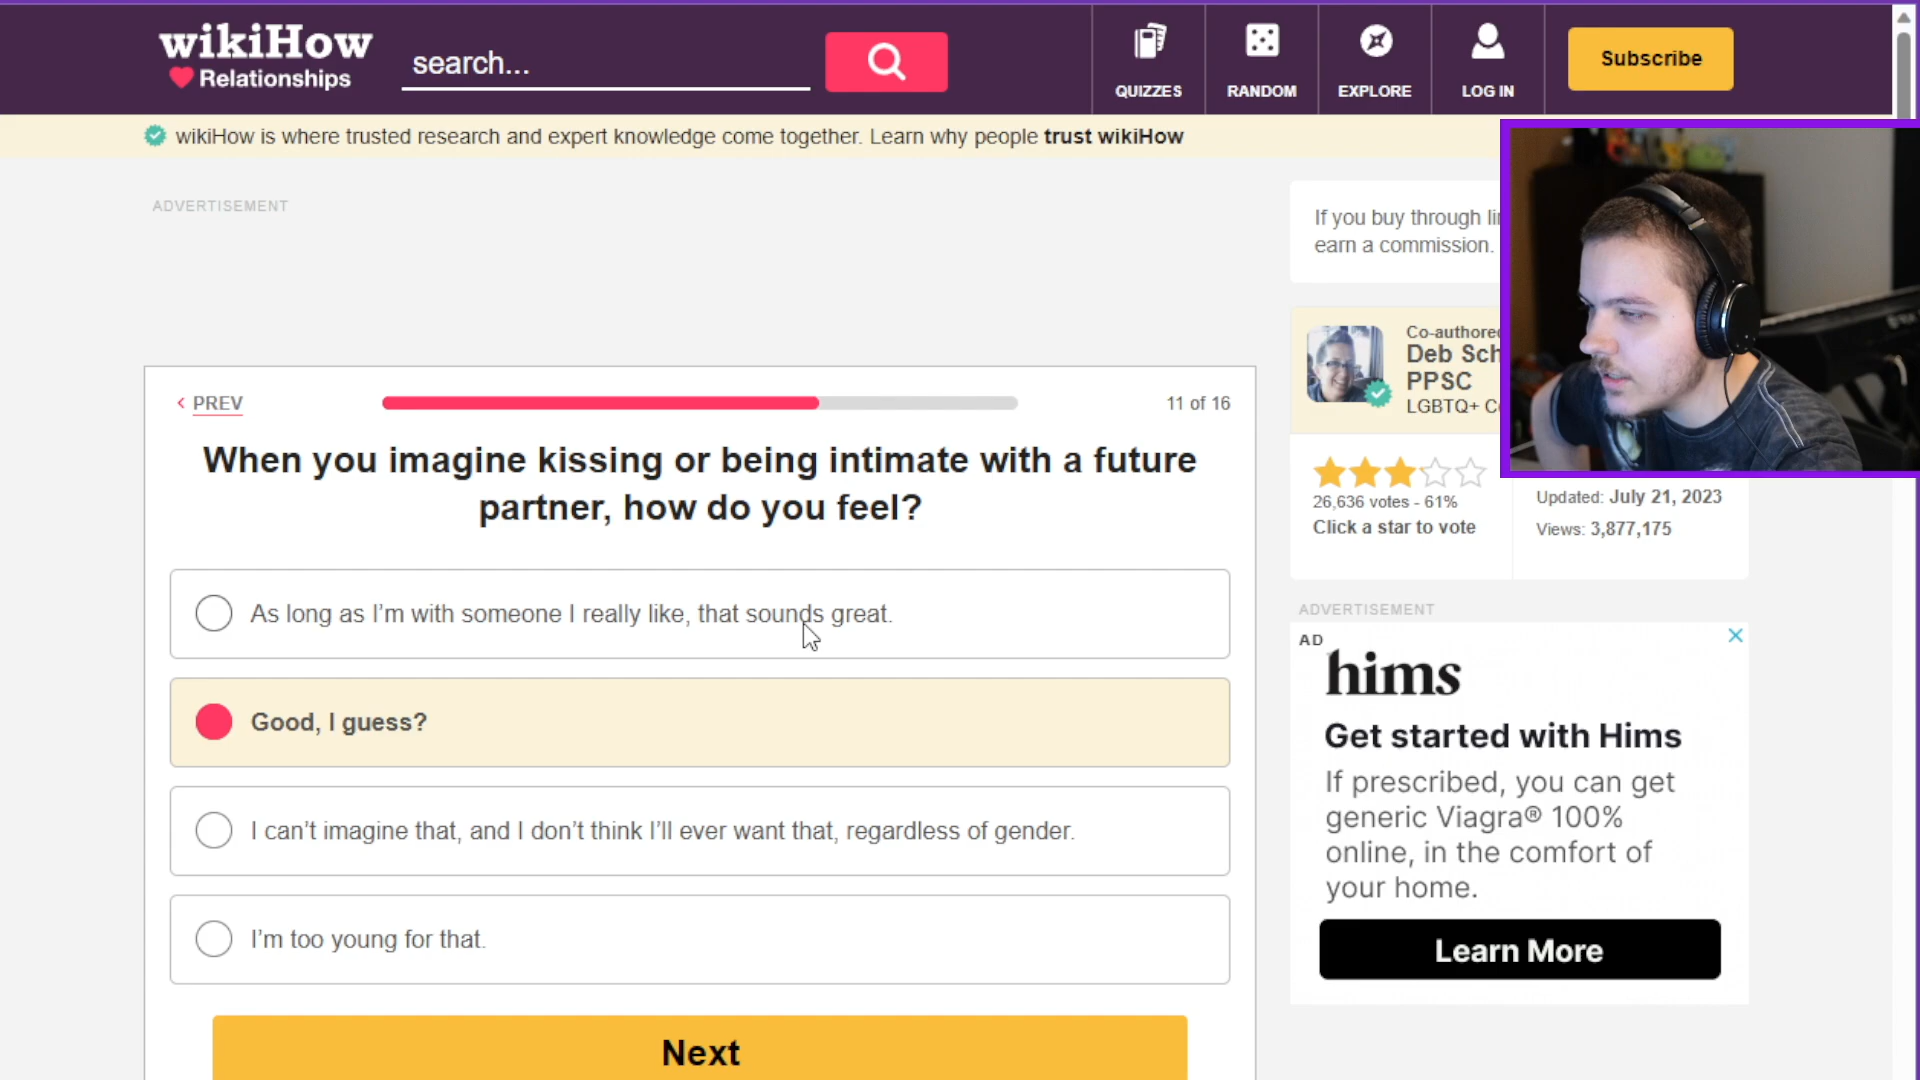 wikiHow
Relationships
search...
QUIZZES
RANDOM
EXPLORE
LOG IN
Subscribe
wikiHow is where trusted research and expert knowledge come together. Learn why people trust wikiHow
ADVERTISEMENT
If you buy through
earn a commission.
Co-authored
Deb Sch
PPSC
LGBTQ+
26,636 votes - 61%
Click a star to vote
Updated: July 21, 2023
Views: 3,877,175
PREV
11 of 16
When you imagine kissing or being intimate with a future
partner, how do you feel?
As long as I'm with someone I really like, that sounds great.
Good, I guess?
I can't imagine that, and I don't think I'll ever want that, regardless of gender.
I'm too young for that.
Next
ADVERTISEMENT
AD
hims
Get started with Hims
If prescribed, you can get
generic Viagra® 100%
online, in the comfort of
your home.
Learn More